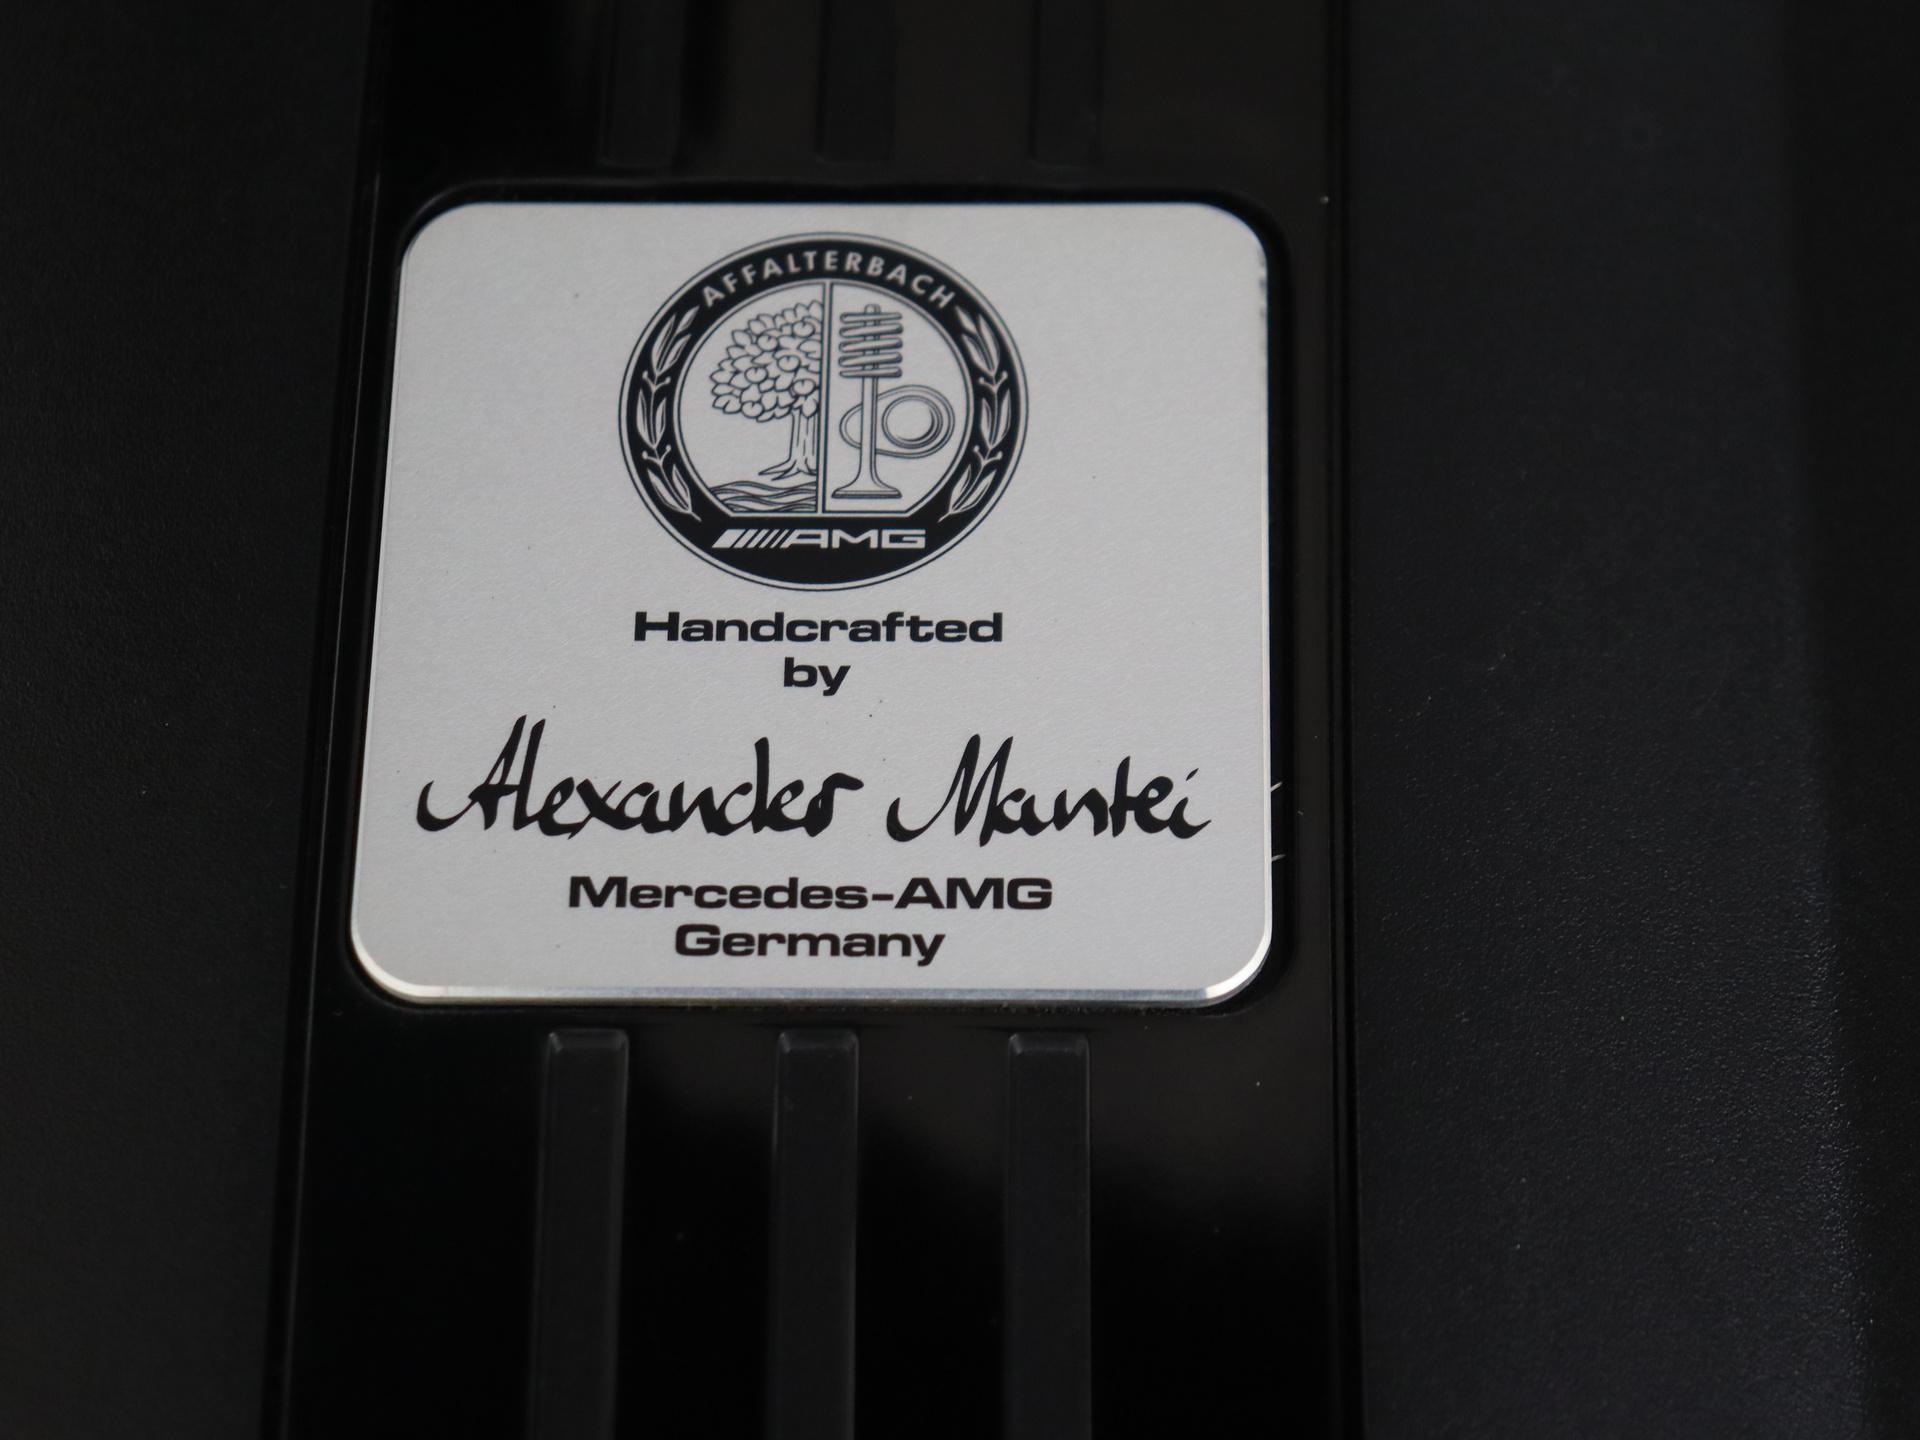 AFFALTERBACH
AMG
Handcrafted
by
Alexander Mantei
Mercedes-AMG
Germany